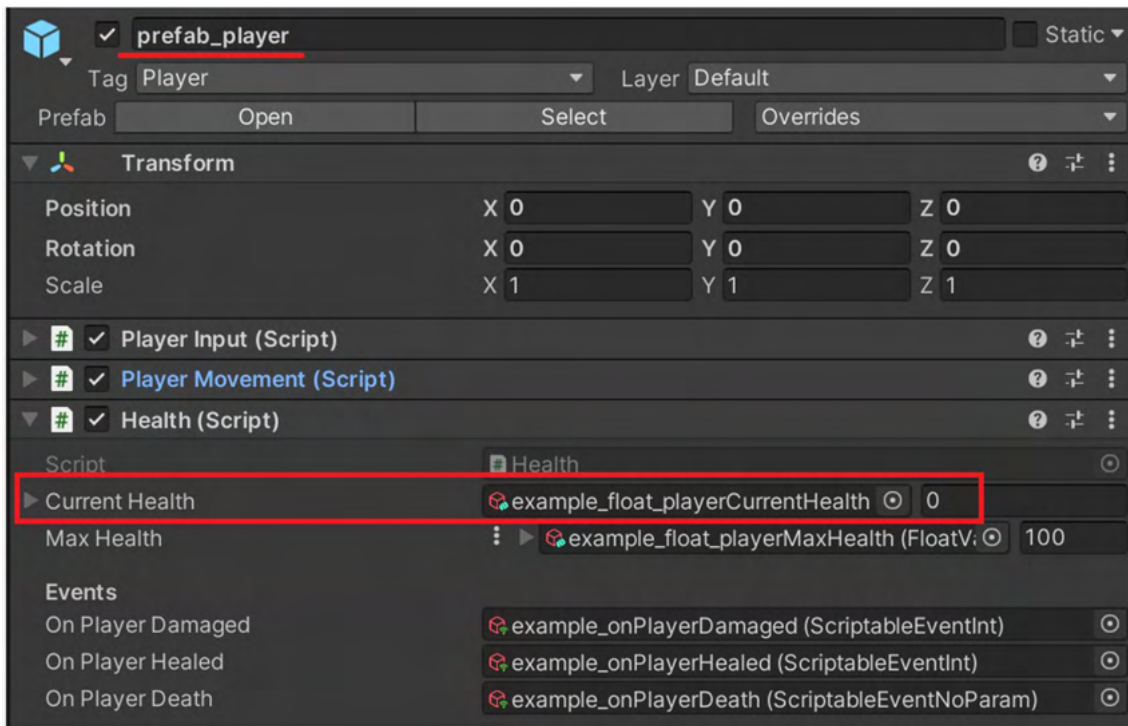 prefab_player Static
Tag Player Layer Default
Prefab Open Select Overrides
Transform
Position X 0 Y 0 Z 0
Rotation X 0 Y 0 Z 0
Scale X 1 Y 1 Z 1
# Player Input (Script)
# Player Movement (Script)
# Health (Script)
Script # Health
Current Health example_float_playerCurrentHealth 0
Max Health example_float_playerMaxHealth (FloatVa 100
Events
On Player Damaged example_onPlayerDamaged (ScriptableEventInt)
On Player Healed example_onPlayerHealed (ScriptableEventInt)
On Player Death example_onPlayerDeath (ScriptableEventNoParam)